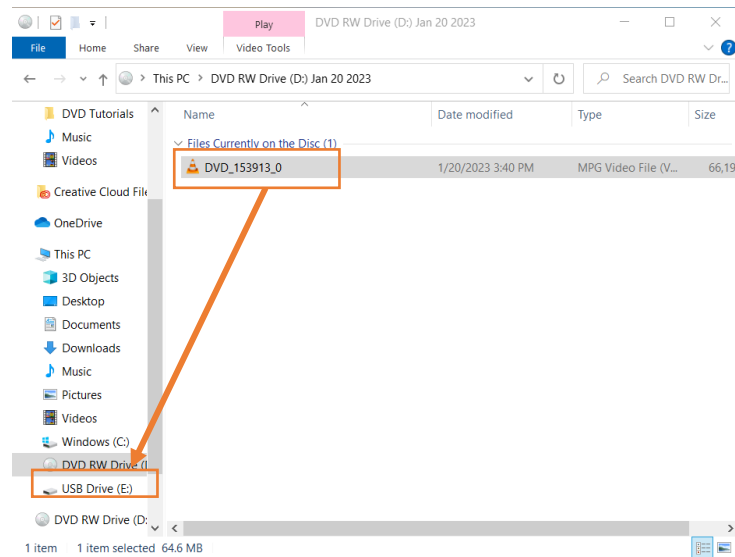 Play
DVD RW Drive (D:) Jan 20 2023
File Home Share View Video Tools
This PC > DVD RW Drive (D:) Jan 20 2023
Search DVD RW Dr...
DVD Tutorials
Music
Videos
Creative Cloud File
OneDrive
This PC
3D Objects
Desktop
Documents
Downloads
Music
Pictures
Videos
Windows (C:)
DVD RW Drive (
USB Drive (E:)
DVD RW Drive (D:
Name Date modified Type Size
Files Currently on the Disc (1)
DVD_153913_0 1/20/2023 3:40 PM MPG Video File (V... 66,19
1 item 1 item selected 64.6 MB